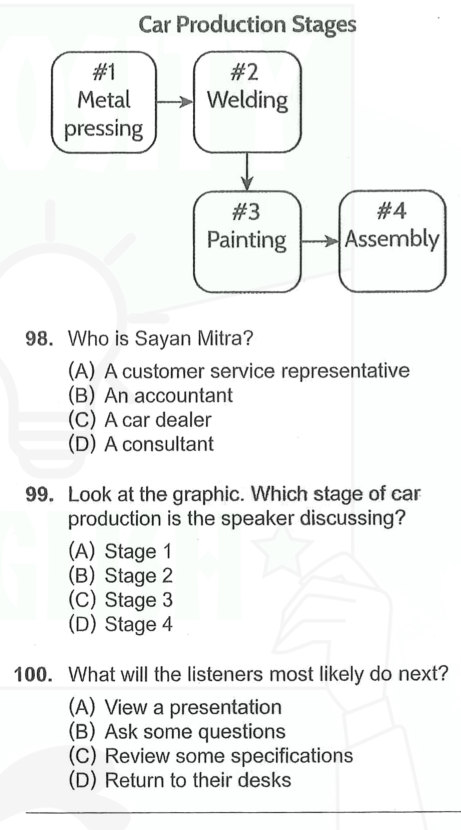 Car Production Stages
#1
Metal
pressing
#2
Welding
#3
Painting
#4
Assembly
98. Who is Sayan Mitra?
(A) A customer service representative
(B) An accountant
(C) A car dealer
(D) A consultant
99. Look at the graphic. Which stage of car
production is the speaker discussing?
(A) Stage 1
(B) Stage 2
(C) Stage 3
(D) Stage 4
100. What will the listeners most likely do next?
(A) View a presentation
(B) Ask some questions
(C) Review some specifications
(D) Return to their desks